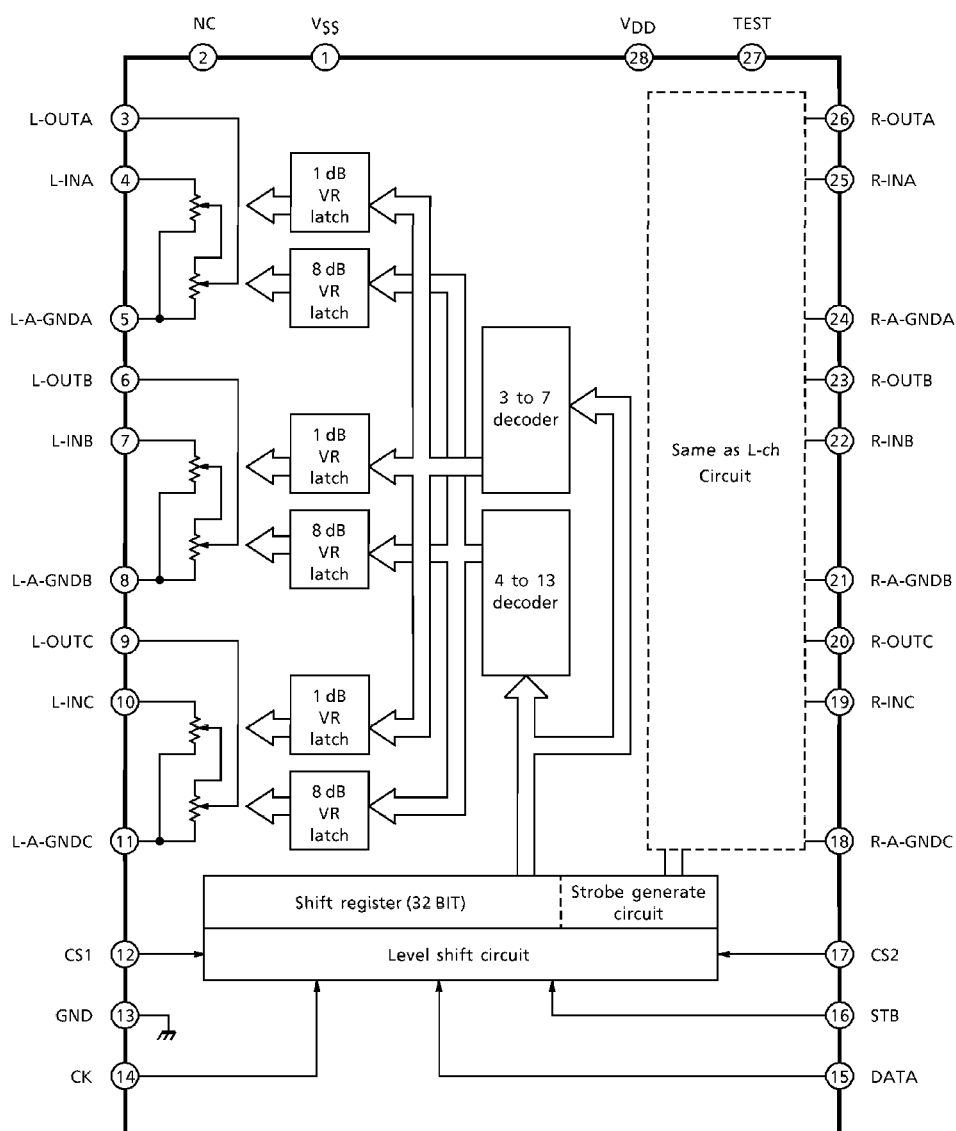 NC
VSS
VDD
TEST
2
1
28
27
L-OUTA
3
26
R-OUTA
L-INA
4
1 dB
VR
latch
25
R-INA
8 dB
VR
latch
L-A-GNDA
5
24
R-A-GNDA
L-OUTB
6
23
R-OUTB
3 to 7
decoder
L-INB
7
1 dB
VR
latch
22
R-INB
Same as L-ch
Circuit
8 dB
VR
latch
4 to 13
decoder
L-A-GNDB
8
21
R-A-GNDB
L-OUTC
9
20
R-OUTC
L-INC
10
1 dB
VR
latch
19
R-INC
8 dB
VR
latch
L-A-GNDC
11
18
R-A-GNDC
Shift register (32 BIT)
Strobe generate
circuit
CS1
12
Level shift circuit
17
CS2
GND
13
16
STB
CK
14
15
DATA